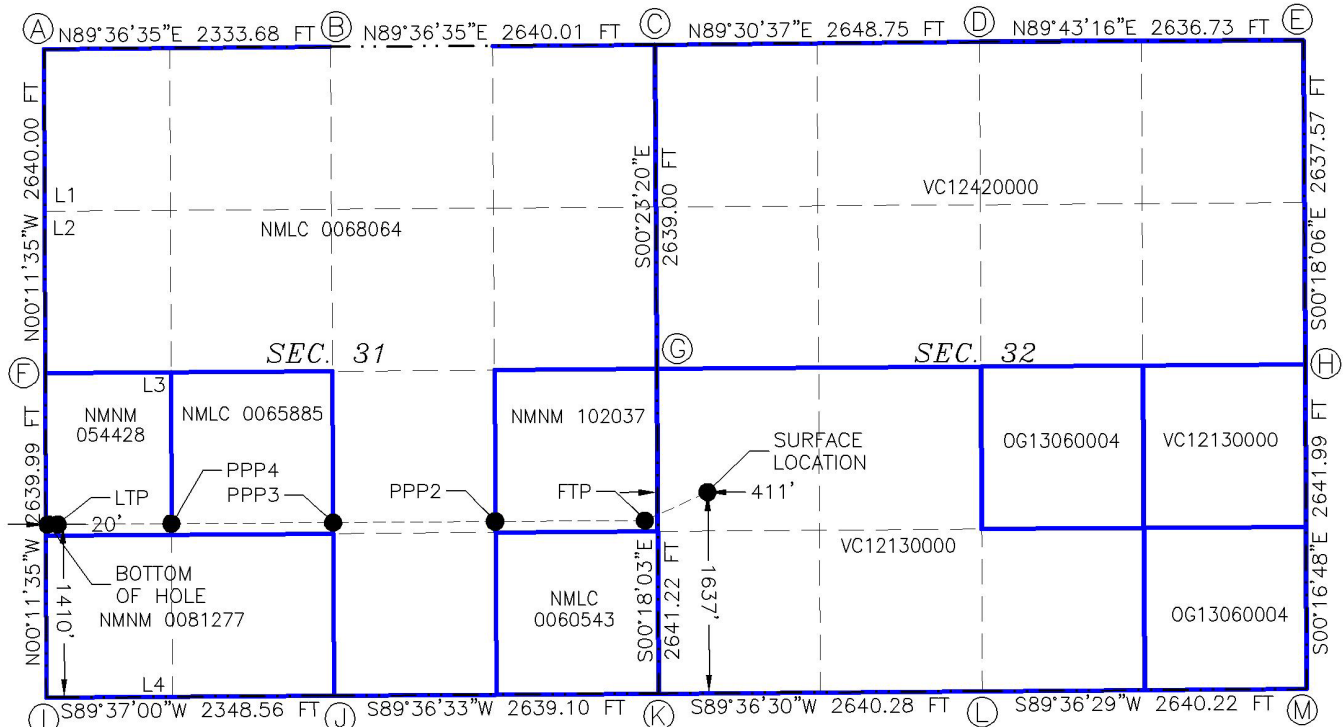 A
N89°36'35"E 2333.68 FT
B
N89°36'35"E 2640.01 FT
C
N89°30'37"E 2648.75 FT
D
N89°43'16"E 2636.73 FT
E
N00°11'35"W 2640.00 FT
L1
L2
NMLC 0068064
S00°23'20"E
2639.00 FT
VC12420000
S00°18'06"E 2637.57 FT
SEC. 31
G
SEC. 32
F
H
L3
NMNM
054428
NMLC 0065885
NMNM 102037
OG13060004
VC12130000
SURFACE
LOCATION
411'
PPP4
PPP3
PPP2
FTP
LTP
20'
N00°11'35"W 2639.99 FT
1410'
BOTTOM
OF HOLE
NMNM 0081277
L4
NMLC
0060543
S00°18'03"E
2641.22 FT
1637'
VC12130000
OG13060004
S00°16'48"E 2641.99 FT
I
S89°37'00"W 2348.56 FT
J
S89°36'33"W 2639.10 FT
K
S89°36'30"W 2640.28 FT
L
S89°36'29"W 2640.22 FT
M